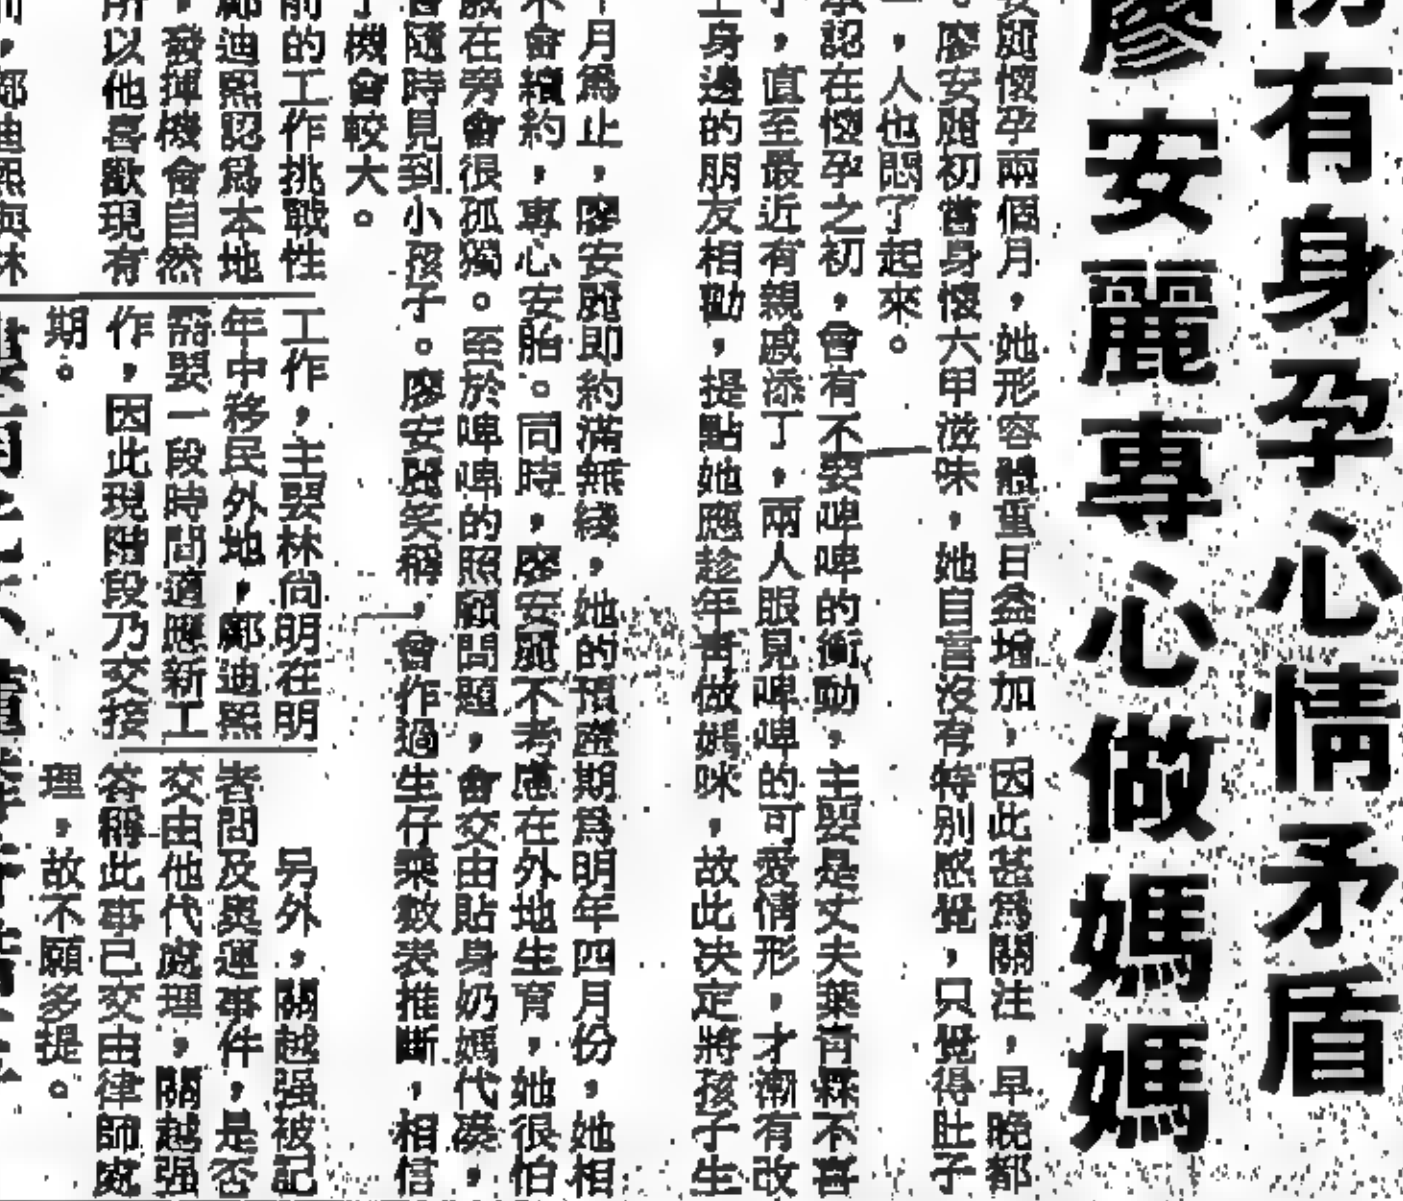 有身孕心情矛盾
廖安麗專心做媽媽
安麗懷孕兩個月，她形容體重日益增加，因此甚爲關注，早晚都
。廖安麗初嘗身懷六甲滋味，她自言沒有特別感覺，只覺得肚子
，人也悶了起來。
承認在懷孕之初，曾有不要啤啤的衝動，主要是丈夫葉青霖不喜
，直至最近有親戚添丁，兩人眼見啤啤的可愛情形，才漸有改
身邊的朋友相勸，提點她應趁年青做媽咪，故此决定將孩子生
月爲止，廖安麗即約滿無綫，她的預產期爲明年四月份，她相
不會續約，專心安胎。同時，廖安麗不考慮在外地生育，她很怕
在旁會很孤獨。至於啤啤的照顧問題，會交由貼身奶媽代湊，
隨時見到小孩子。廖安麗笑稱，曾作過生仔乘數表推斷，相信
機會較大。
前的工作挑戰性
鄺迪熙認爲本地
，發揮機會自然
所以他喜歡現有
，鄺迪熙與林
工作，主要林尚明在明
年中移民外地，鄺迪熙
需要一段時間適應新工
作，因此現階段乃交接
期。
另外，關越强被記
者問及與運事件，是否
交由他代處理，關越强
答稱此事已交由律師處
理，故不願多提。